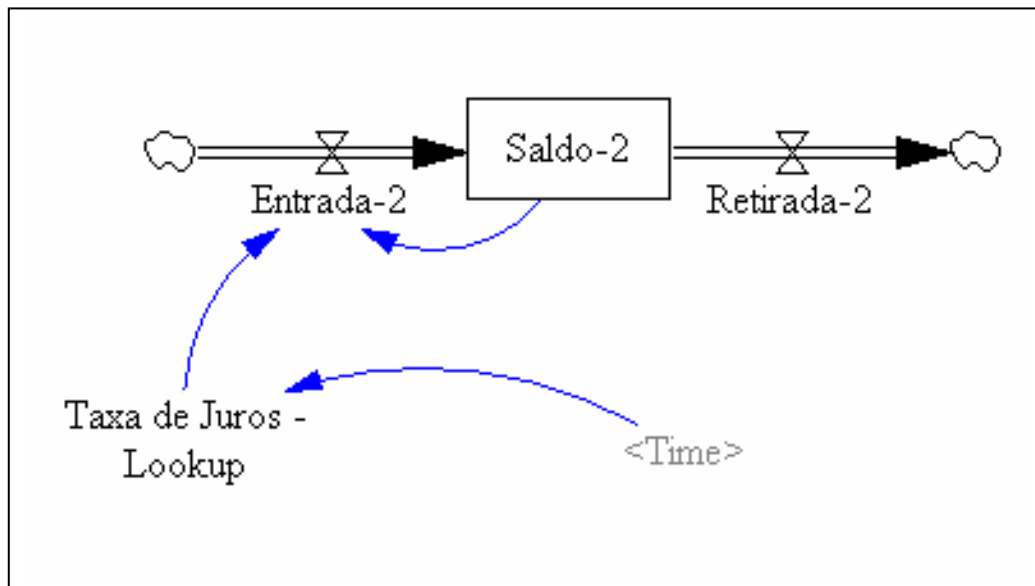 Saldo-2
Entrada-2
Retirada-2
Taxa de Juros -
Lookup
<Time>